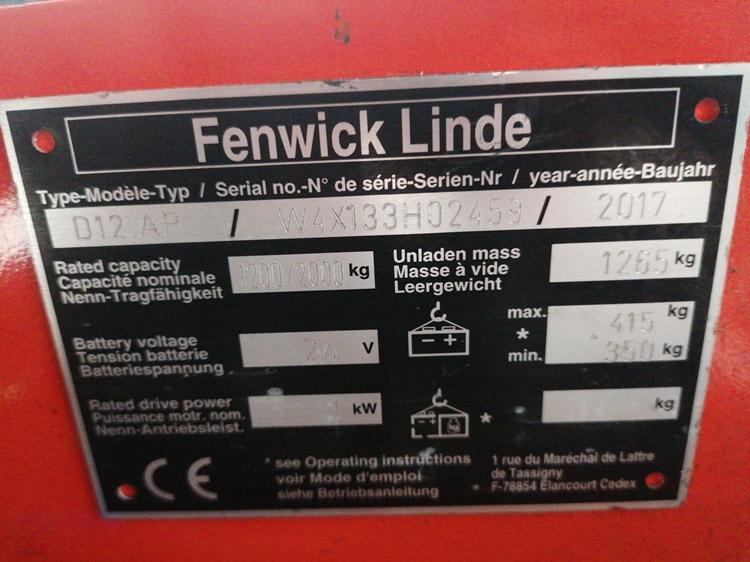 Fenwick Linde
Type-Modèle-Typ / Serial no.-N° de série-Serien-Nr / year-année-Baujahr
D12.AP / W4X133H02459 / 2017
Rated capacity
Capacité nominale
Nenn-Tragfähigkeit
1200/2000 kg
Unladen mass
Masse à vide
Leergewicht
1265 kg
Battery voltage
Tension batterie
Batteriespannung
24 V
- +
max. 415 kg
*
min. 350 kg
Rated drive power
Puissance motr. nom.
Nenn-Antriebsleist.
kW
*
kg
CE
* see Operating instructions
voir Mode d'emploi
siehe Betriebsanleitung
1 rue du Maréchal de Lattre
de Tassigny
F-78854 Elancourt Cedex